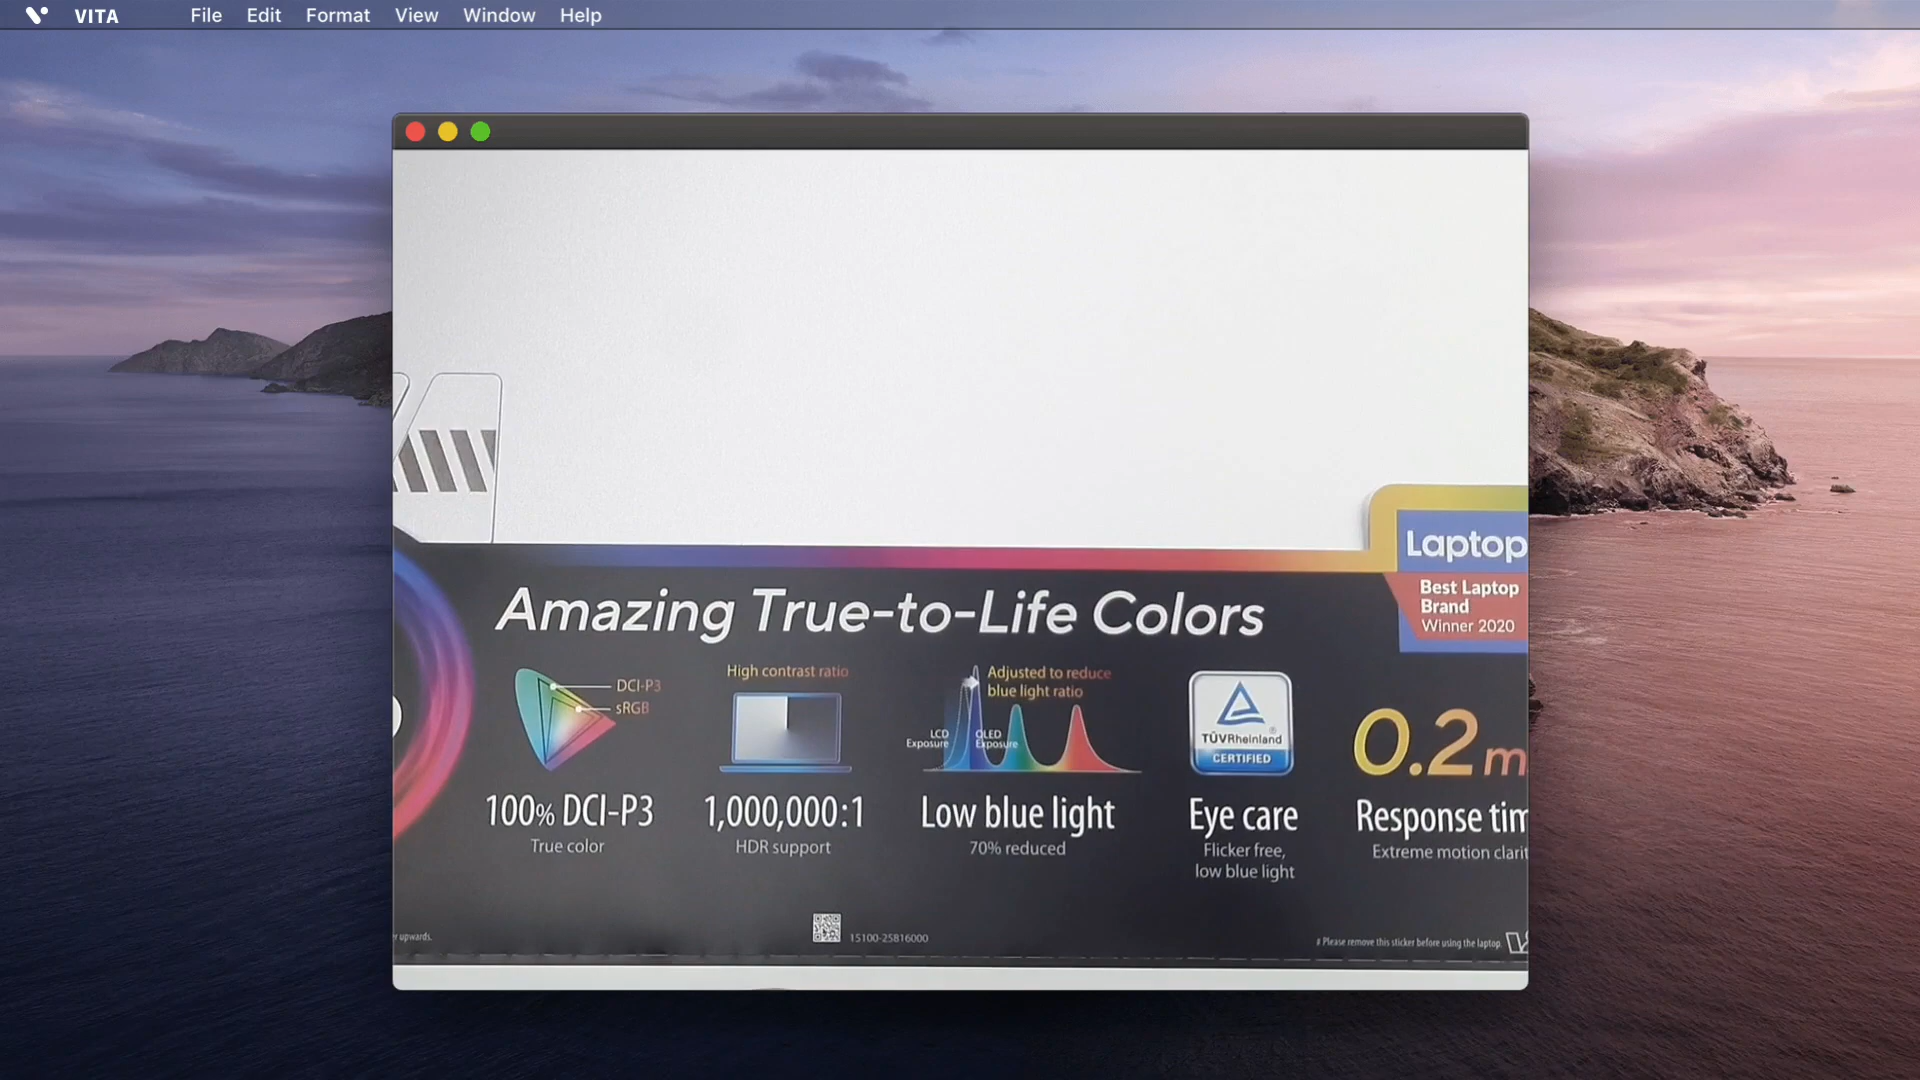 VITA File Edit Format View Window Help
Laptop
Best Laptop
Brand
Winner 2020
Amazing True-to-Life Colors
DCI-P3
sRGB
High contrast ratio
Adjusted to reduce
blue light ratio
LCD
Exposure
OLED
Exposure
TÜVRheinland®
CERTIFIED
0.2m
100% DCI-P3
True color
1,000,000:1
HDR support
Low blue light
70% reduced
Eye care
Flicker free,
low blue light
Response tim
Extreme motion clarit
upwards.
15100-25816000
# Please remove this sticker before using the laptop.